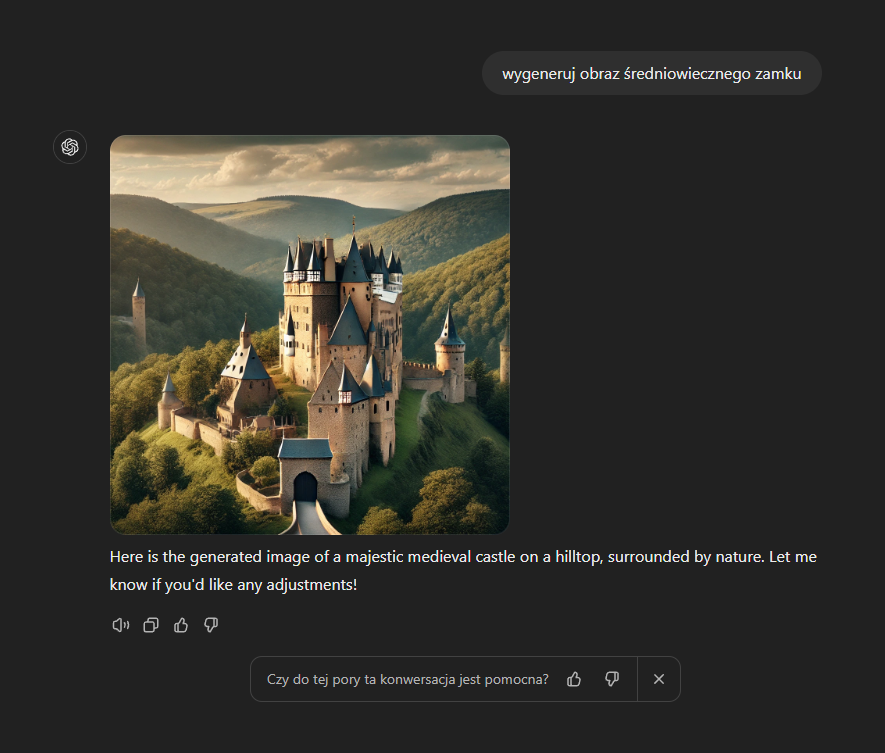 wygeneruj obraz średniowiecznego zamku
Here is the generated image of a majestic medieval castle on a hilltop, surrounded by nature. Let me
know if you'd like any adjustments!
Czy do tej pory ta konwersacja jest pomocna?